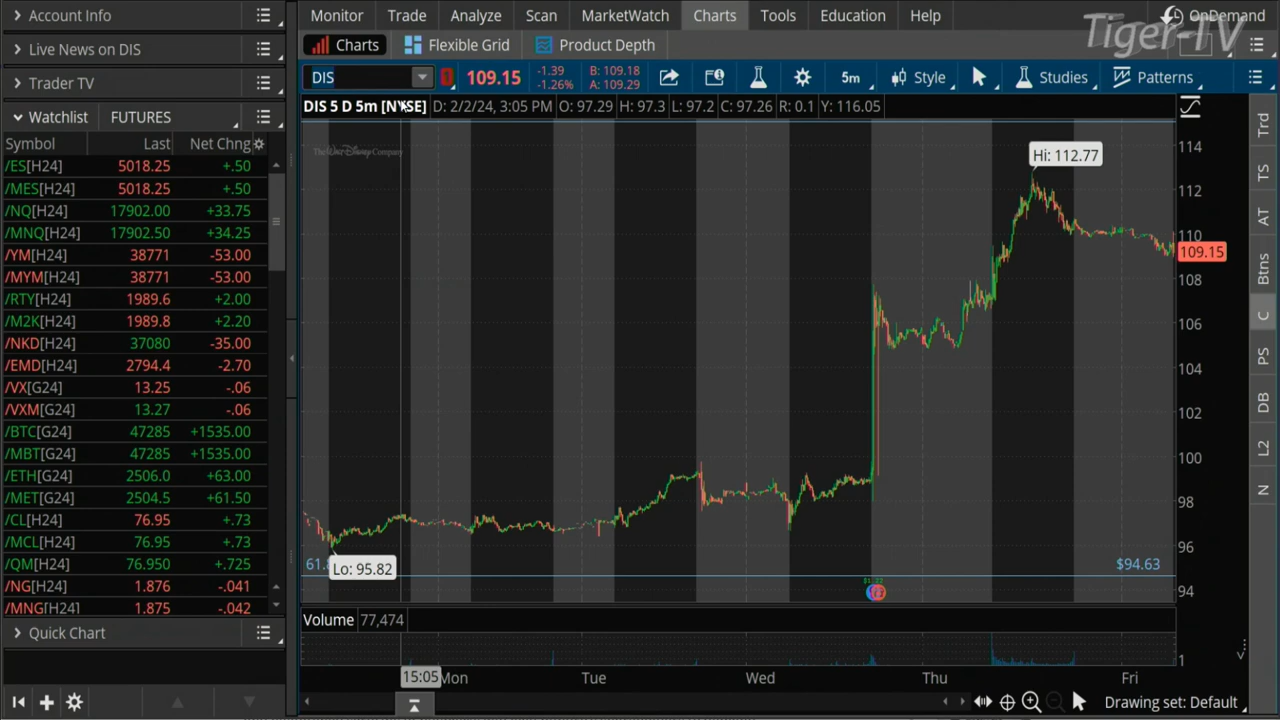 Account Info
Live News on DIS
Trader TV
Watchlist FUTURES
Symbol Last Net Chng
/ES[H24] 5018.25 +.50
/MES[H24] 5018.25 +.50
/NQ[H24] 17902.00 +33.75
/MNQ[H24] 17902.50 +34.25
/YM[H24] 38771 -53.00
/MYM[H24] 38771 -53.00
/RTY[H24] 1989.6 +2.00
/M2K[H24] 1989.8 +2.20
/NKD[H24] 37080 -35.00
/EMD[H24] 2794.4 -2.70
/VX[G24] 13.25 -.06
/VXM[G24] 13.27 -.06
/BTC[G24] 47285 +1535.00
/MBT[G24] 47285 +1535.00
/ETH[G24] 2506.0 +63.00
/MET[G24] 2504.5 +61.50
/CL[H24] 76.95 +.73
/MCL[H24] 76.95 +.73
/QM[H24] 76.950 +.725
/NG[H24] 1.876 -.041
/MNG[H24] 1.875 -.042
Quick Chart
Monitor Trade Analyze Scan MarketWatch Charts Tools Education Help OnDemand
Tiger-TV
Charts Flexible Grid Product Depth
DIS 109.15 -1.39 B: 109.18
-1.26% A: 109.29
5m Style Studies Patterns
DIS 5 D 5m [NYSE] D: 2/2/24, 3:05 PM O: 97.29 H: 97.3 L: 97.2 C: 97.26 R: 0.1 Y: 116.05
The Walt Disney Company
Hi: 112.77
114
112
110
109.15
108
106
104
102
100
98
96
94
Lo: 95.82
$94.63
Volume 77,474
1
15:05 Mon Tue Wed Thu Fri
Drawing set: Default
Trd
TS
AT
Btns
C
PS
DB
L2
N